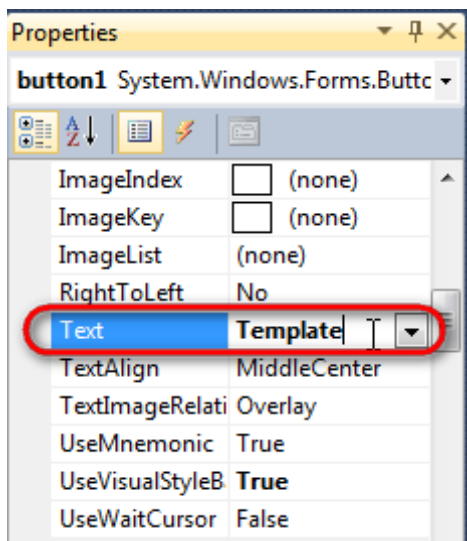 Properties
button1 System.Windows.Forms.Buttc
ImageIndex (none)
ImageKey (none)
ImageList (none)
RightToLeft No
Text Template
TextAlign MiddleCenter
TextImageRelati Overlay
UseMnemonic True
UseVisualStyleB True
UseWaitCursor False